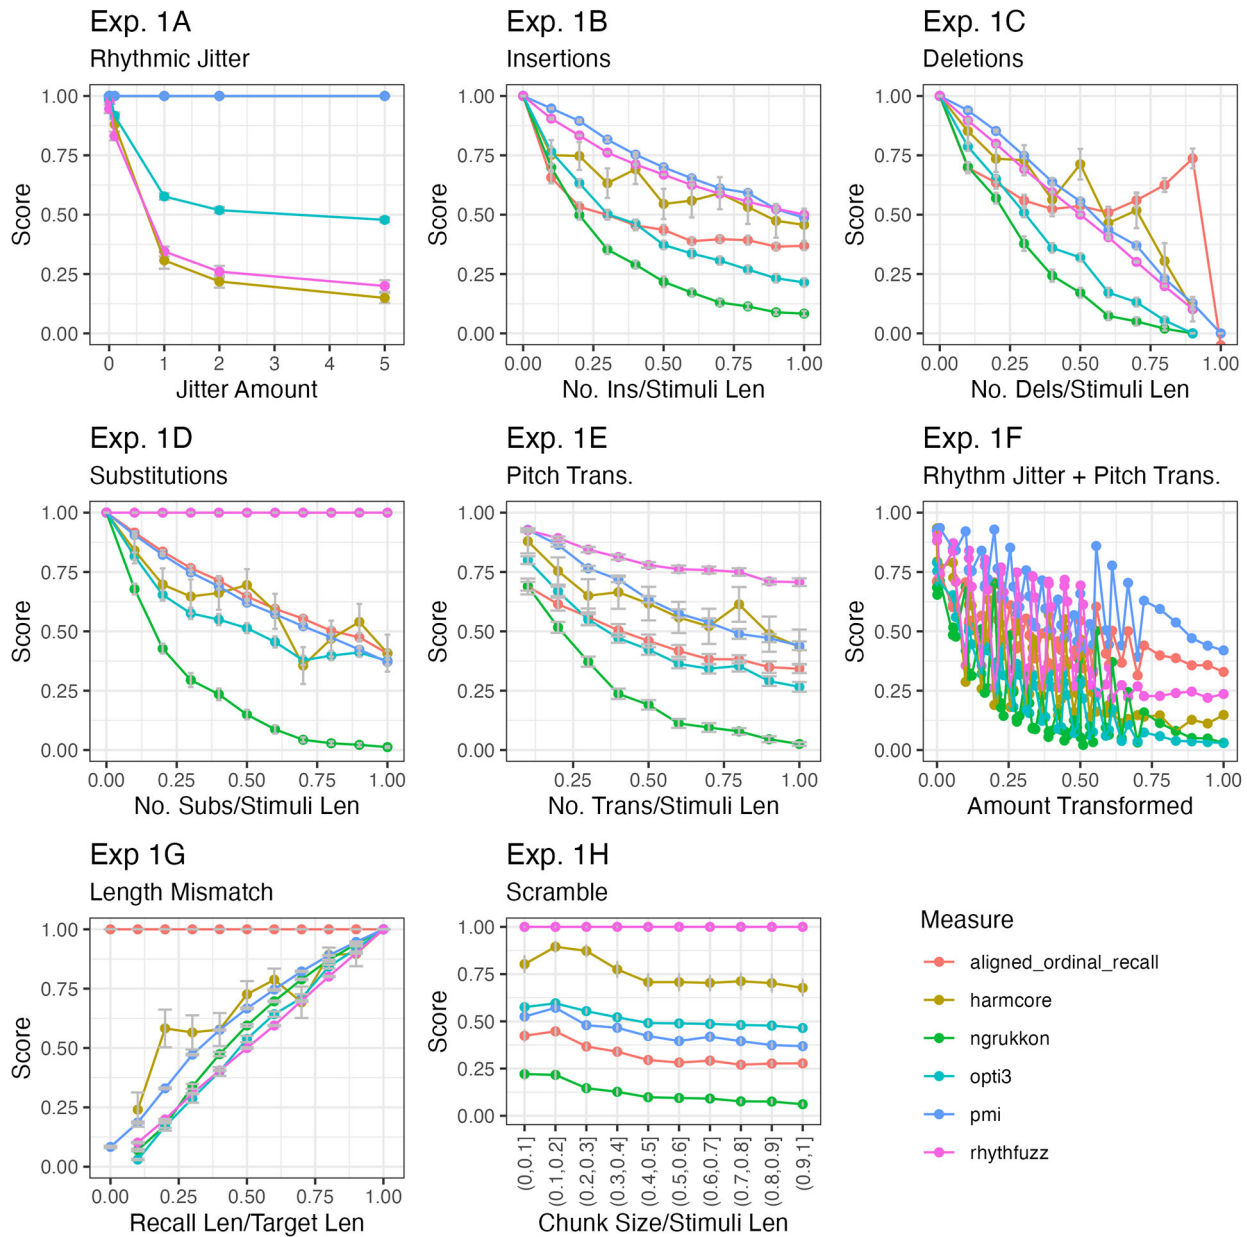 Exp. 1A
Rhythmic Jitter
1.00
0.75
0.50
0.25
0.00
Score
0 1 2 3 4 5
Jitter Amount
Exp. 1B
Insertions
1.00
0.75
0.50
0.25
0.00
Score
0.00 0.25 0.50 0.75 1.00
No. Ins/Stimuli Len
Exp. 1C
Deletions
1.00
0.75
0.50
0.25
0.00
Score
0.00 0.25 0.50 0.75 1.00
No. Dels/Stimuli Len
Exp. 1D
Substitutions
1.00
0.75
0.50
0.25
0.00
Score
0.00 0.25 0.50 0.75 1.00
No. Subs/Stimuli Len
Exp. 1E
Pitch Trans.
1.00
0.75
0.50
0.25
0.00
Score
0.25 0.50 0.75 1.00
No. Trans/Stimuli Len
Exp. 1F
Rhythm Jitter + Pitch Trans.
1.00
0.75
0.50
0.25
0.00
Score
0.00 0.25 0.50 0.75 1.00
Amount Transformed
Exp 1G
Length Mismatch
1.00
0.75
0.50
0.25
0.00
Score
0.00 0.25 0.50 0.75 1.00
Recall Len/Target Len
Exp. 1H
Scramble
1.00
0.75
0.50
0.25
0.00
Score
(0,0.1]
(0.1,0.2]
(0.2,0.3]
(0.3,0.4]
(0.4,0.5]
(0.5,0.6]
(0.6,0.7]
(0.7,0.8]
(0.8,0.9]
(0.9,1]
Chunk Size/Stimuli Len
Measure
aligned_ordinal_recall
harmcore
ngrukkon
opti3
pmi
rhythfuzz